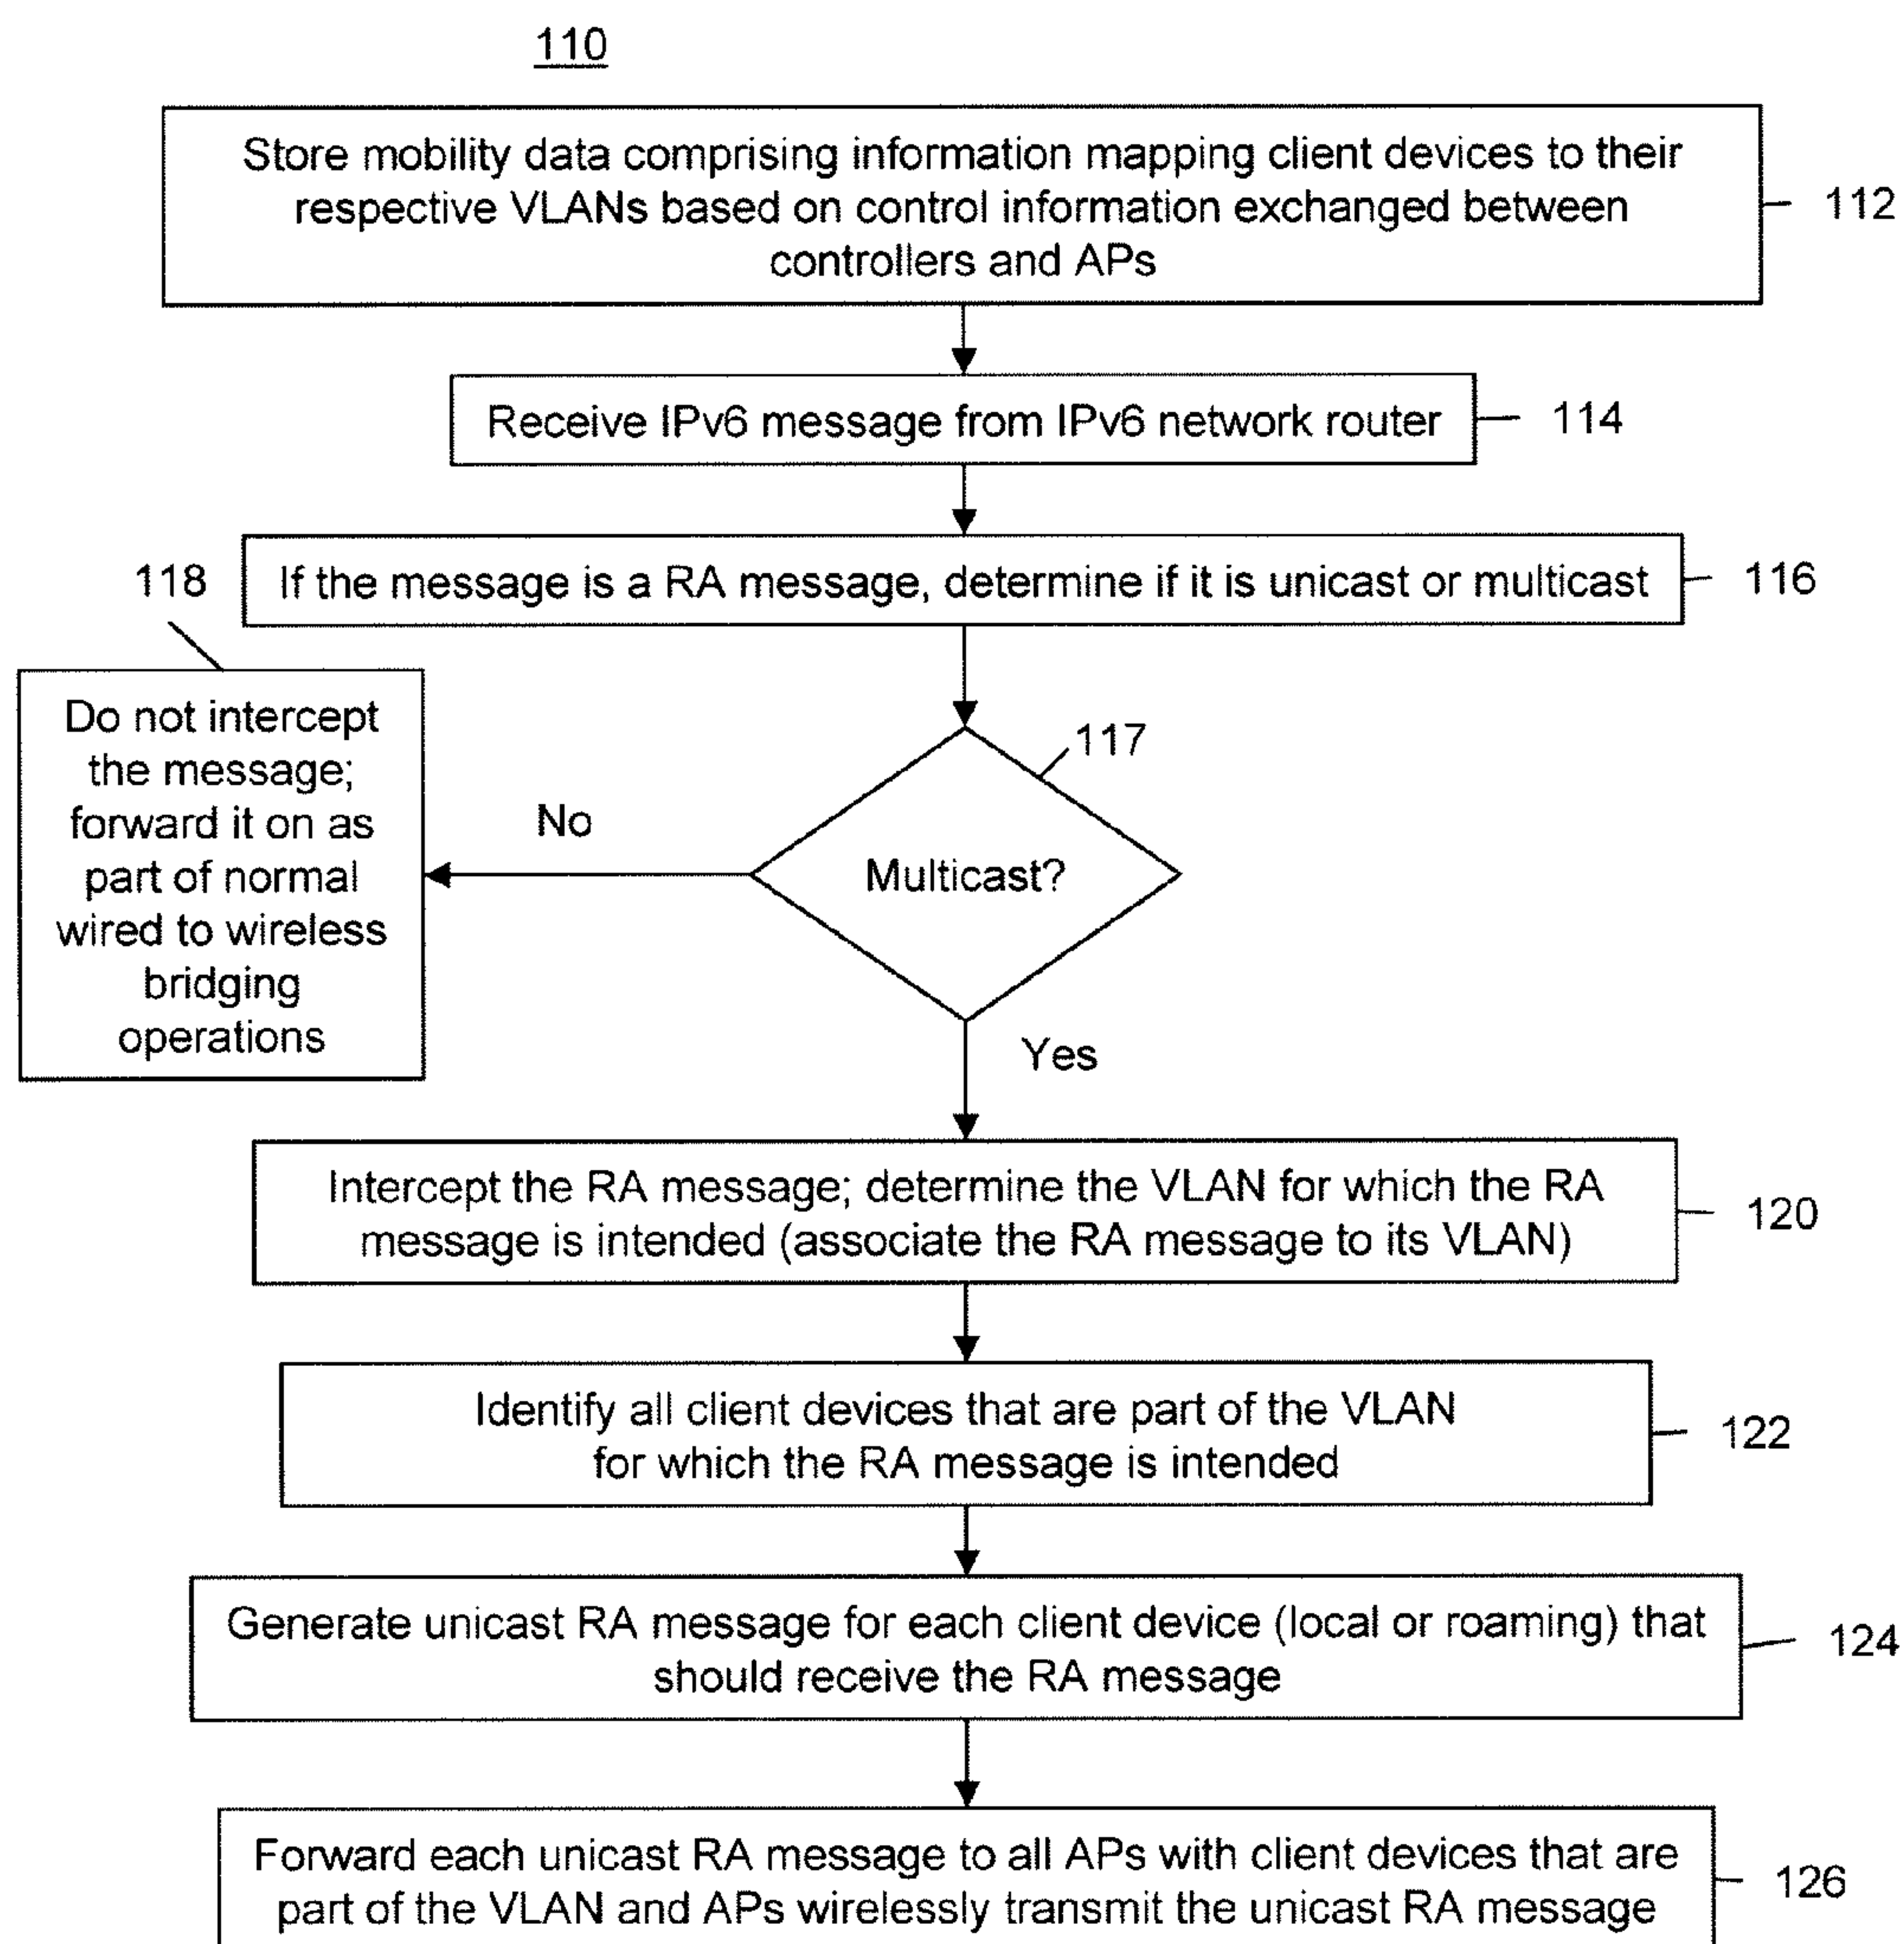 110
Store mobility data comprising information mapping client devices to their
respective VLANs based on control information exchanged between
controllers and APs
112
Receive IPv6 message from IPv6 network router
114
If the message is a RA message, determine if it is unicast or multicast
116
118
Do not intercept
the message;
forward it on as
part of normal
wired to wireless
bridging
operations
No
117
Multicast?
Yes
Intercept the RA message; determine the VLAN for which the RA
message is intended (associate the RA message to its VLAN)
120
Identify all client devices that are part of the VLAN
for which the RA message is intended
122
Generate unicast RA message for each client device (local or roaming) that
should receive the RA message
124
Forward each unicast RA message to all APs with client devices that are
part of the VLAN and APs wirelessly transmit the unicast RA message
126